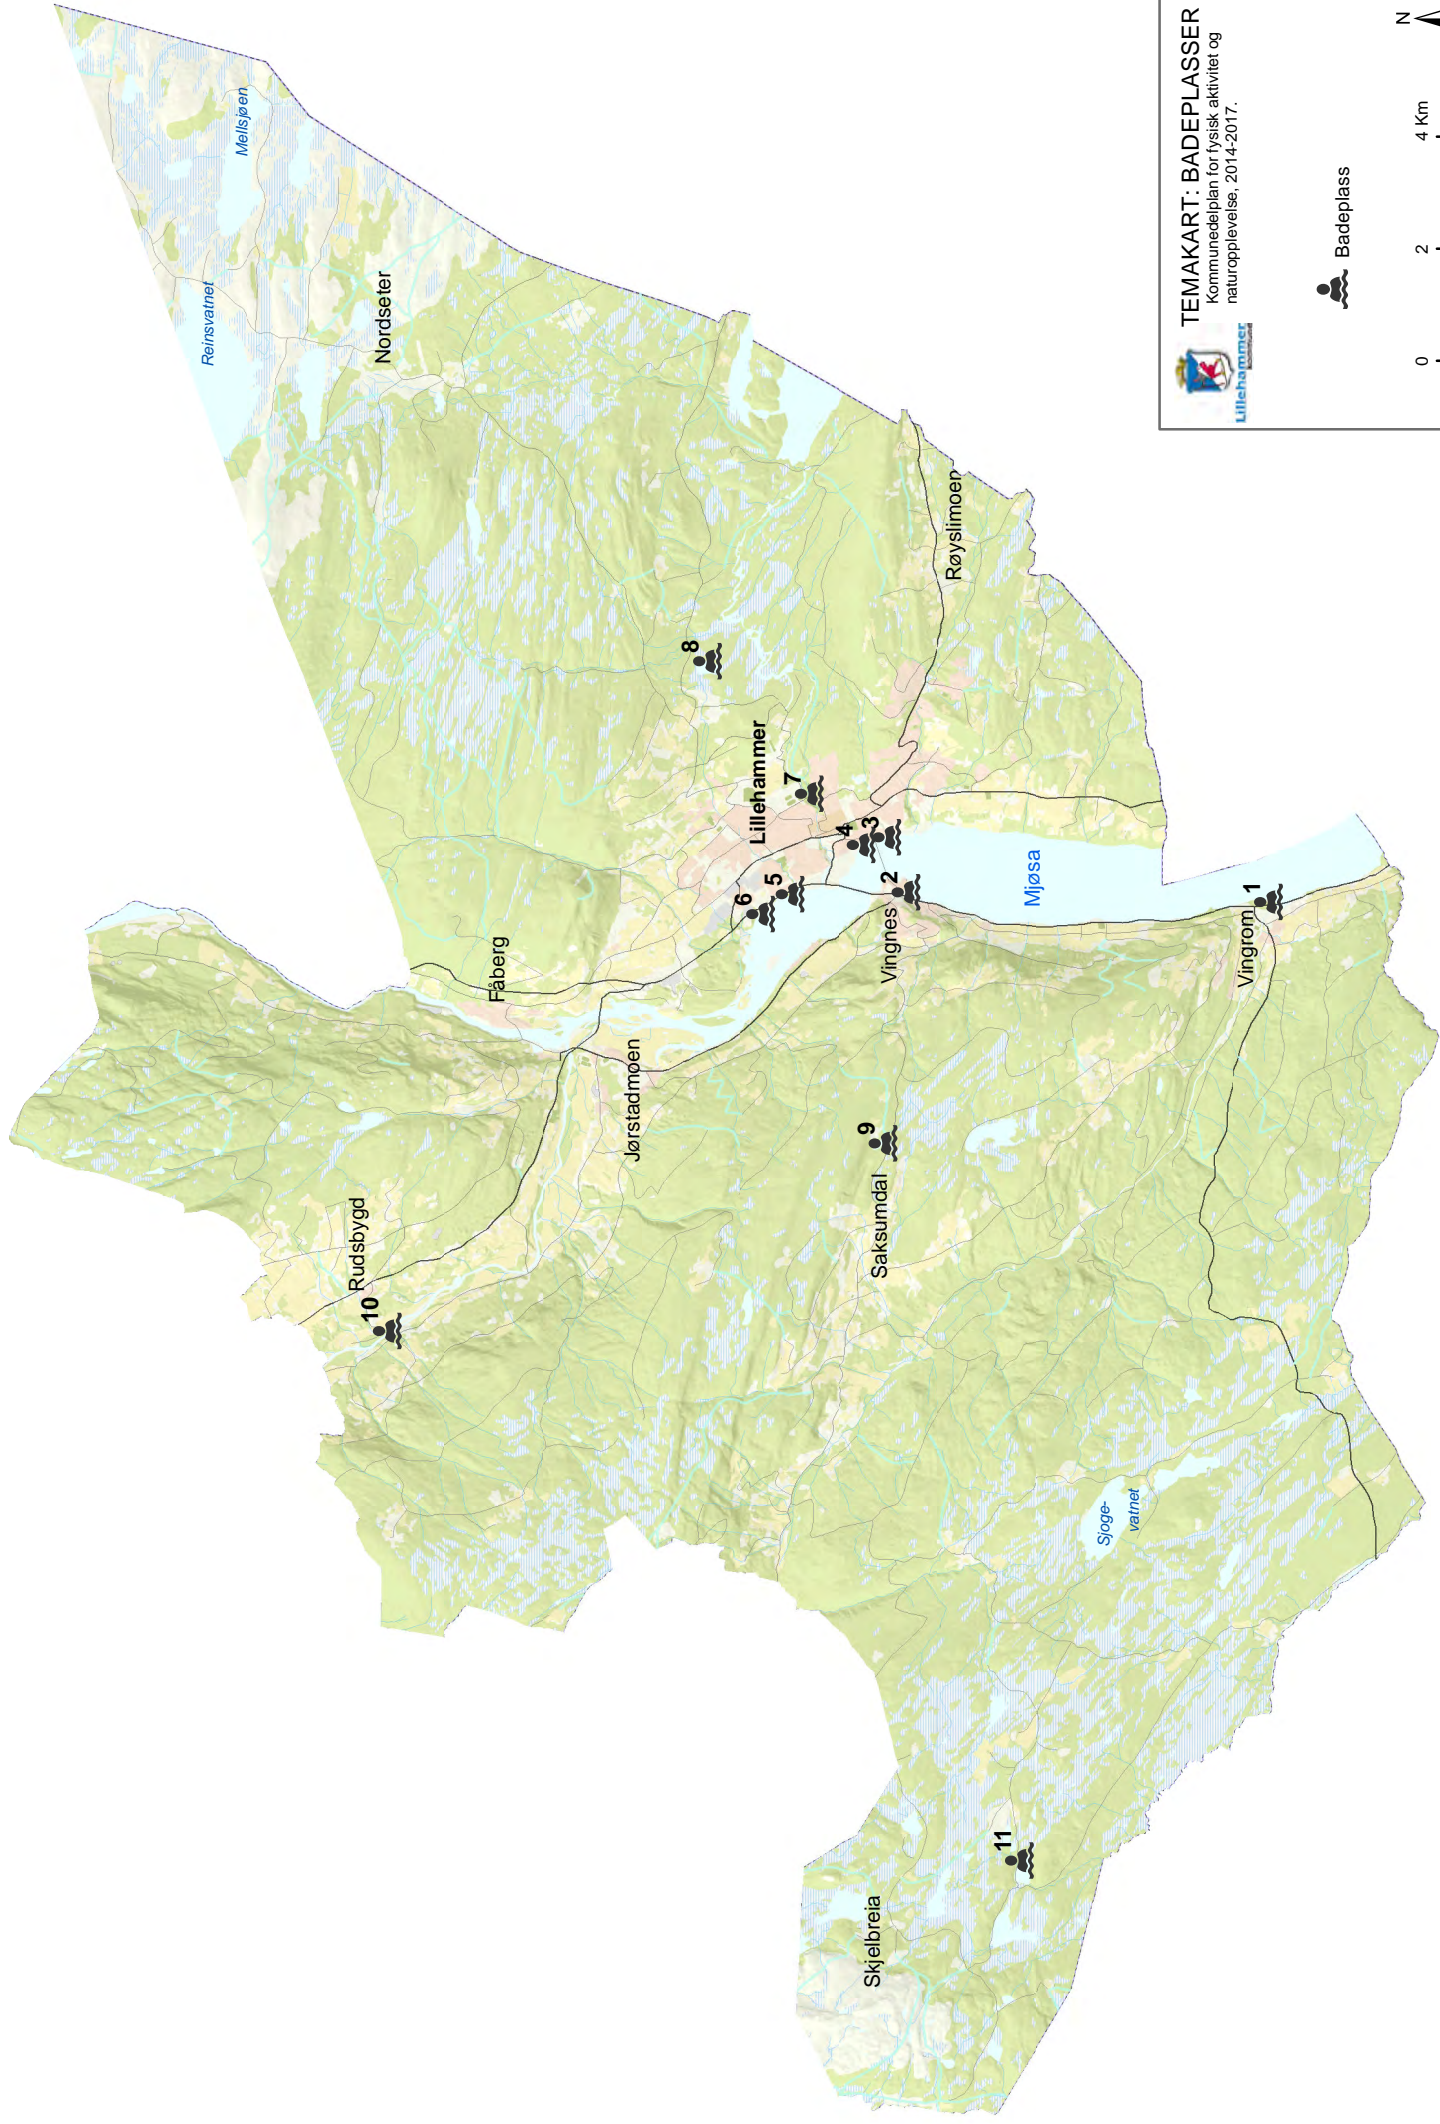 Reinsvatnet
Mellsjøen
Nordseter
Røyslimoen
8
Lillehammer
7
4
3
5
6
2
Vingnes
Mjøsa
1
Vingrom
Fåberg
Jørstadmoen
Rudsbygd
10
9
Saksumdal
Sjoge-
vatnet
11
Skjelbreia
TEMAKART: BADEPLASSER
Kommunedelplan for fysisk aktivitet og
naturopplevelse, 2014-2017.
Lillehammer
Badeplass
0 2 4 Km
N